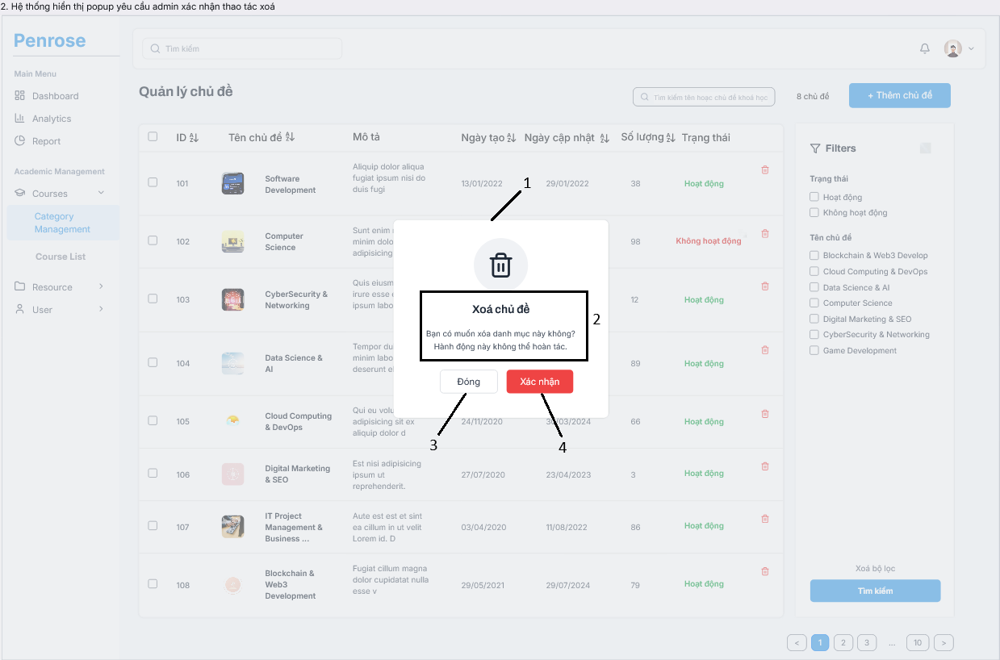 2. Hệ thống hiển thị popup yêu cầu admin xác nhận thao tác xoá
Penrose
Tìm kiếm
Main Menu
Dashboard
Analytics
Report
Academic Management
Courses
Category
Management
Course List
Resource
User
Quản lý chủ đề
Tìm kiếm tên hoặc chủ đề khoá học
8 chủ đề
+ Thêm chủ đề
ID Tên chủ đề Mô tả Ngày tạo Ngày cập nhật Số lượng Trạng thái
101
Software
Development
Aliquip dolor aliqua
fugiat ipsum nisi do
duis fugi
13/01/2022
29/01/2022
38
Hoạt động
102
Computer
Science
Sunt enim
minim dolo
adipisicing
98
Không hoạt động
103
CyberSecurity &
Networking
Quis eiusm
irure esse
ipsum labo
12
Hoạt động
104
Data Science &
AI
Tempor du
minim labo
deserunt e
89
Hoạt động
105
Cloud Computing
& DevOps
Qui eu volu
adipisicing sit ex
aliquip dolor d
24/11/2020
30/03/2024
66
Hoạt động
106
Digital Marketing
& SEO
Est nisi adipisicing
ipsum ut
reprehenderit.
27/07/2020
23/04/2023
3
Hoạt động
107
IT Project
Management &
Business ...
Aute est est et sint
ea cillum in ut velit
Lorem id. D
03/04/2020
11/08/2022
86
Hoạt động
108
Blockchain &
Web3
Development
Fugiat cillum magna
dolor cupidatat nulla
esse v
29/05/2021
29/07/2024
79
Hoạt động
1
Xoá chủ đề
Bạn có muốn xóa danh mục này không?
Hành động này không thể hoàn tác.
2
Đóng
Xác nhận
3
4
Filters
Trạng thái
Hoạt động
Không hoạt động
Tên chủ đề
Blockchain & Web3 Develop
Cloud Computing & DevOps
Data Science & AI
Computer Science
Digital Marketing & SEO
CyberSecurity & Networking
Game Development
Xoá bộ lọc
Tìm kiếm
< 1 2 3 ... 10 >